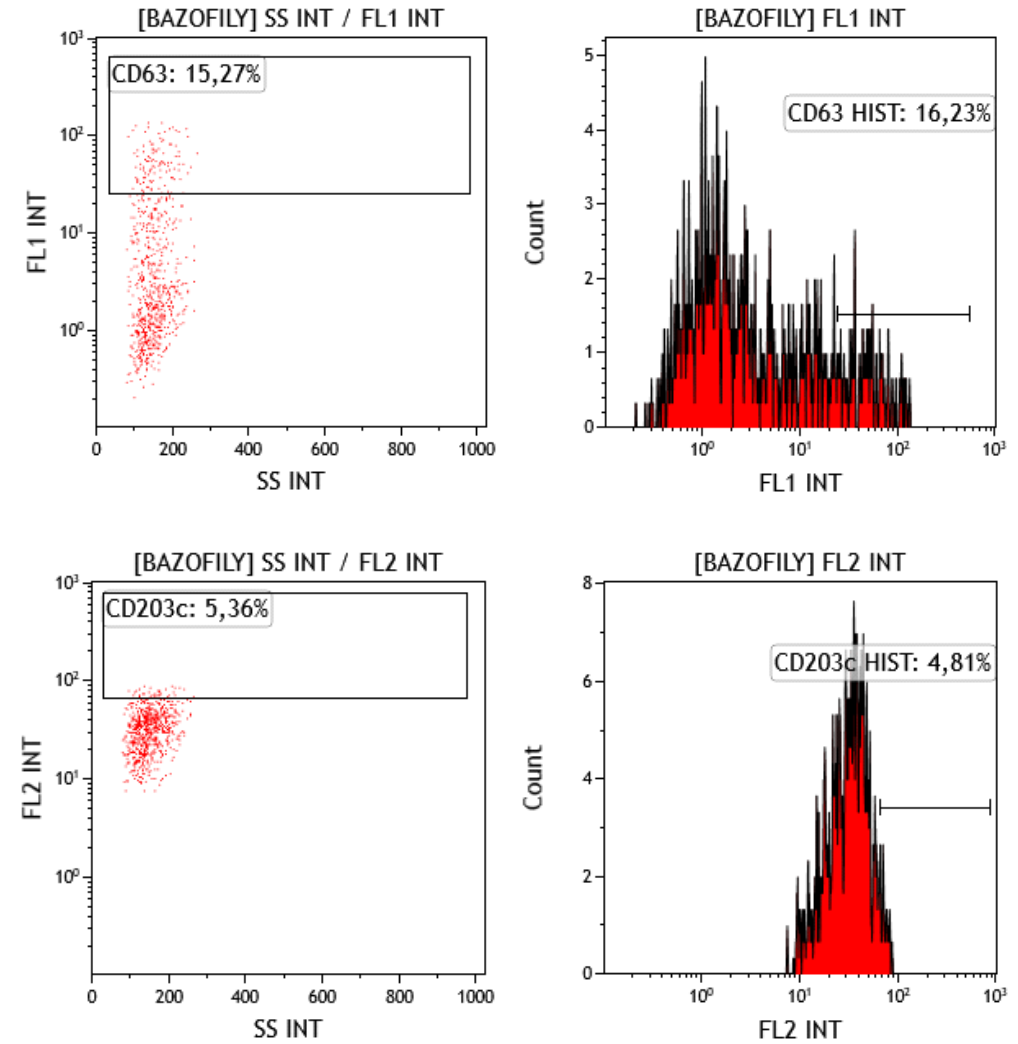 [BAZOFILY] SS INT / FL1 INT
10³
10²
10¹
10⁰
FL1 INT
CD63: 15,27%
0 200 400 600 800 1000
SS INT
[BAZOFILY] FL1 INT
5
4
3
2
1
0
Count
CD63 HIST: 16,23%
10⁰ 10¹ 10² 10³
FL1 INT
[BAZOFILY] SS INT / FL2 INT
10³
10²
10¹
10⁰
FL2 INT
CD203c: 5,36%
0 200 400 600 800 1000
SS INT
[BAZOFILY] FL2 INT
8
6
4
2
0
Count
CD203c HIST: 4,81%
10⁰ 10¹ 10² 10³
FL2 INT